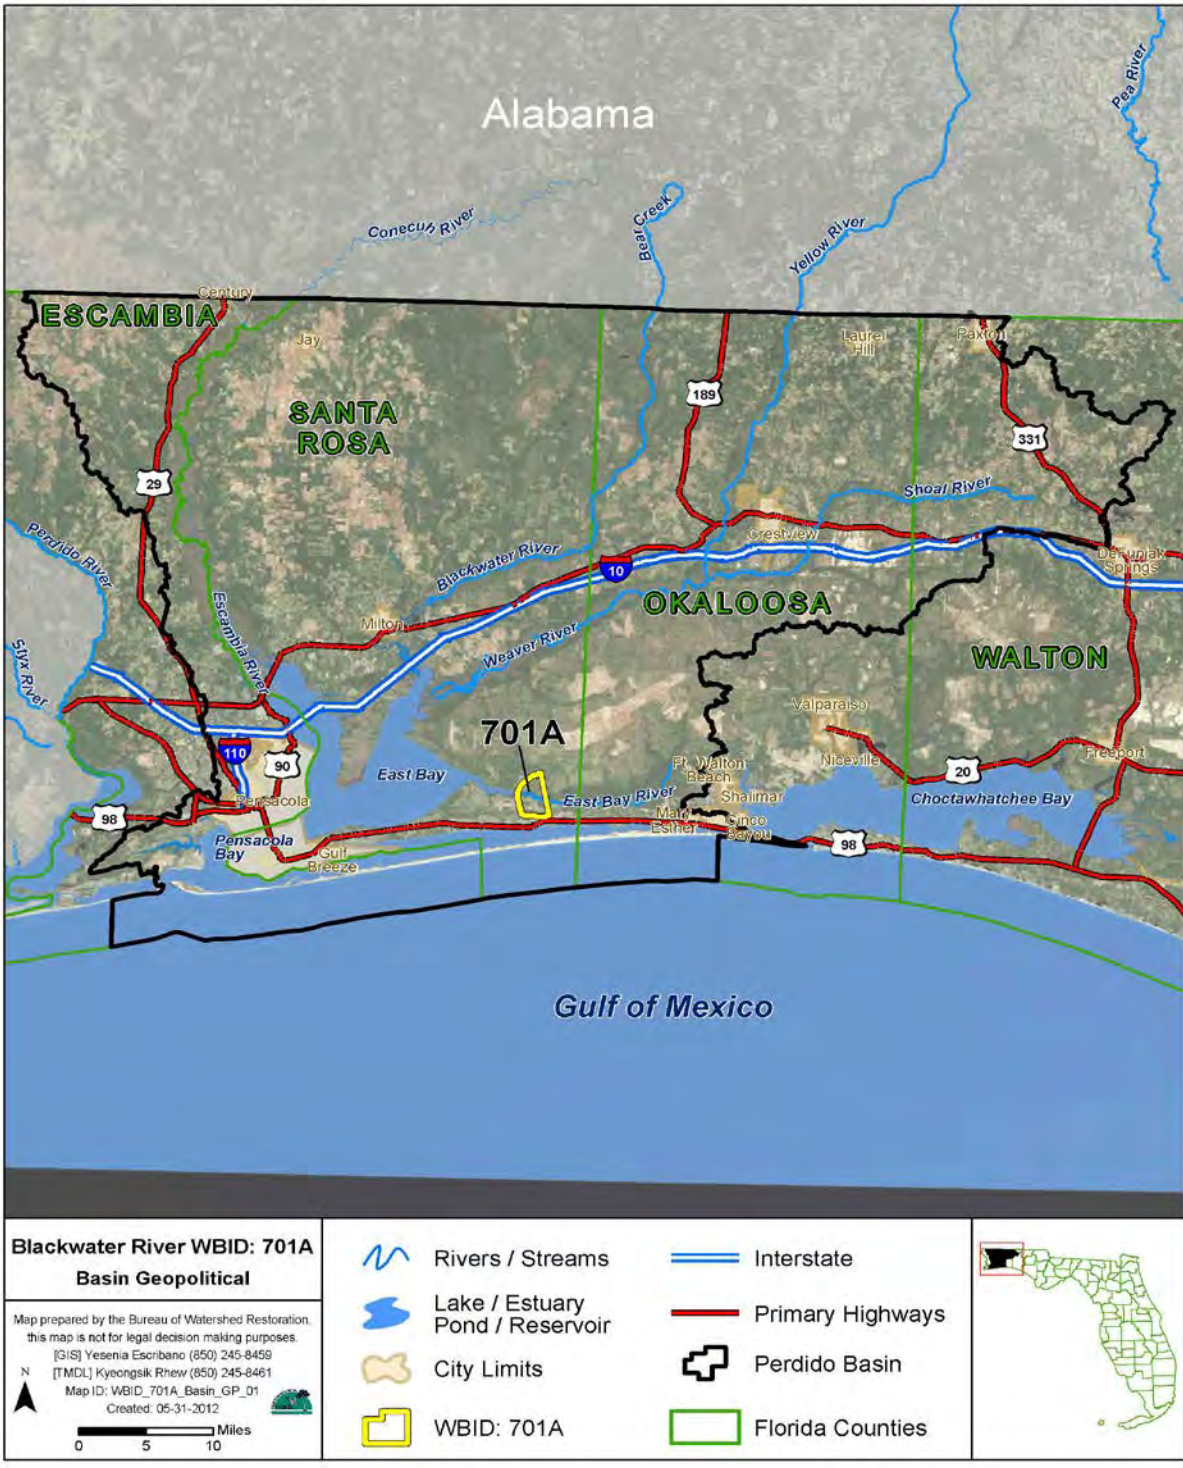 Alabama
Pea River
Conecuh River
Bear Creek
Yellow River
Century
ESCAMBIA
Jay
Laurel
Hill
Paxton
189
SANTA
ROSA
331
29
Shoal River
Perdido River
Crestview
Blackwater River
DeFuniak
Springs
10
Escambia River
OKALOOSA
Milton
Weaver River
Styx River
WALTON
Valparaiso
701A
110
90
Ft. Walton
Beach
Niceville
Freeport
East Bay
20
Shalimar
East Bay River
Choctawhatchee Bay
Pensacola
98
Mary
Esther
Cinco
Bayou
Pensacola
Bay
98
Gulf
Breeze
Gulf of Mexico
Blackwater River WBID: 701A
Basin Geopolitical
Map prepared by the Bureau of Watershed Restoration.
this map is not for legal decision making purposes.
[GIS] Yesenia Escribano (850) 245-8459
[TMDL] Kyeongsik Rhew (850) 245-8461
Map ID: WBID_701A_Basin_GP_01
Created: 05-31-2012
N
Miles
0 5 10
Rivers / Streams
Lake / Estuary
Pond / Reservoir
City Limits
WBID: 701A
Interstate
Primary Highways
Perdido Basin
Florida Counties